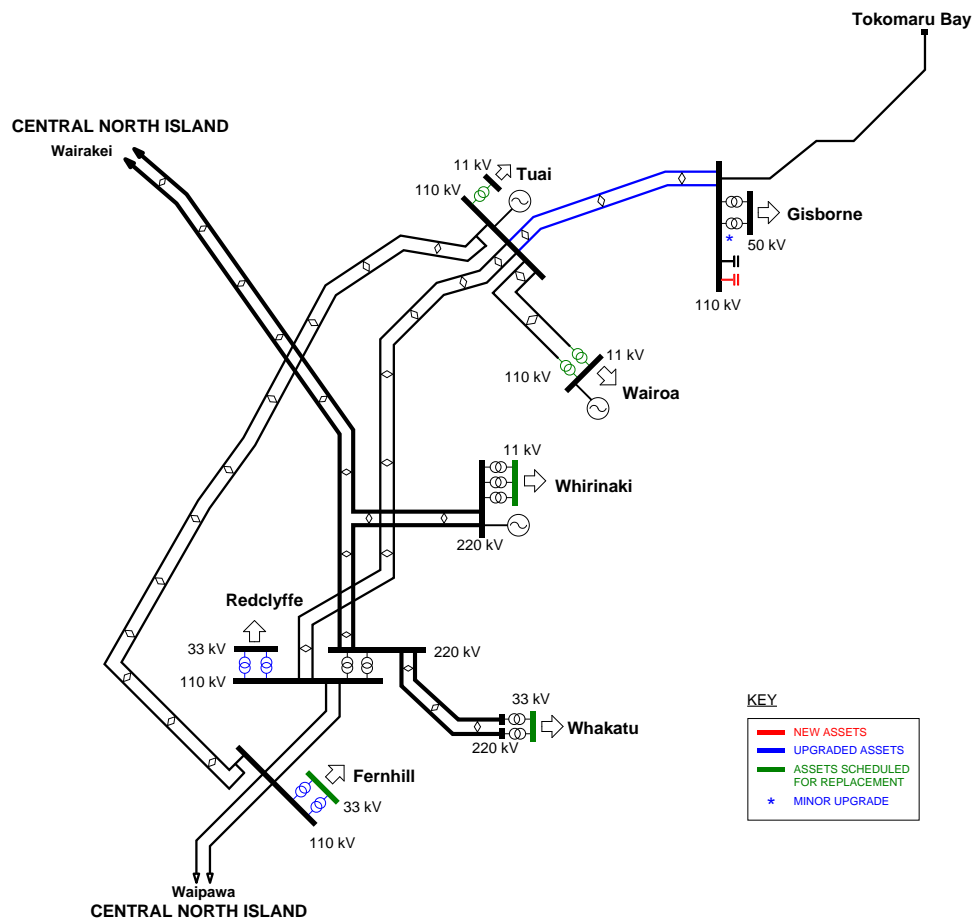 Tokomaru Bay
CENTRAL NORTH ISLAND
Wairakei
11 kV
Tuai
110 kV
Gisborne
50 kV
*
110 kV
11 kV
110 kV
Wairoa
11 kV
Whirinaki
220 kV
Redclyffe
33 kV
220 kV
110 kV
33 kV
Whakatu
220 kV
KEY
NEW ASSETS
UPGRADED ASSETS
ASSETS SCHEDULED
FOR REPLACEMENT
* MINOR UPGRADE
Fernhill
33 kV
110 kV
Waipawa
CENTRAL NORTH ISLAND